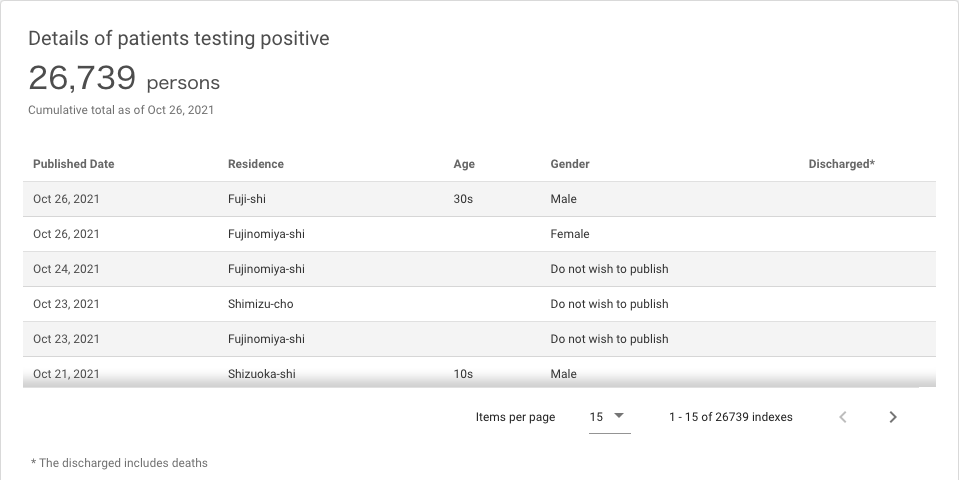 Details of patients testing positive
26,739 persons
Cumulative total as of Oct 26, 2021
Published Date Residence Age Gender Discharged*
Oct 26, 2021 Fuji-shi 30s Male
Oct 26, 2021 Fujinomiya-shi Female
Oct 24, 2021 Fujinomiya-shi Do not wish to publish
Oct 23, 2021 Shimizu-cho Do not wish to publish
Oct 23, 2021 Fujinomiya-shi Do not wish to publish
Oct 21, 2021 Shizuoka-shi 10s Male
Items per page 15 1 - 15 of 26739 indexes
* The discharged includes deaths